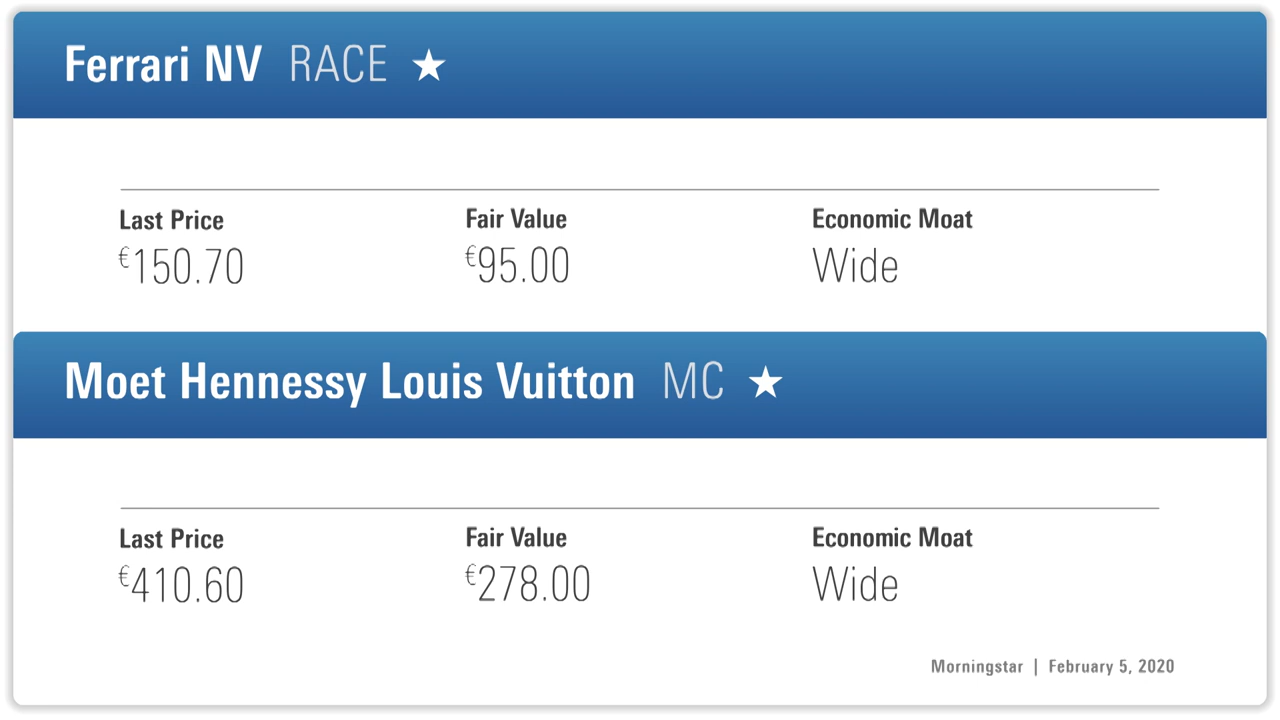 Ferrari NV RACE ★
Last Price Fair Value Economic Moat
€150.70 €95.00 Wide
Moet Hennessy Louis Vuitton MC ★
Last Price Fair Value Economic Moat
€410.60 €278.00 Wide
Morningstar | February 5, 2020